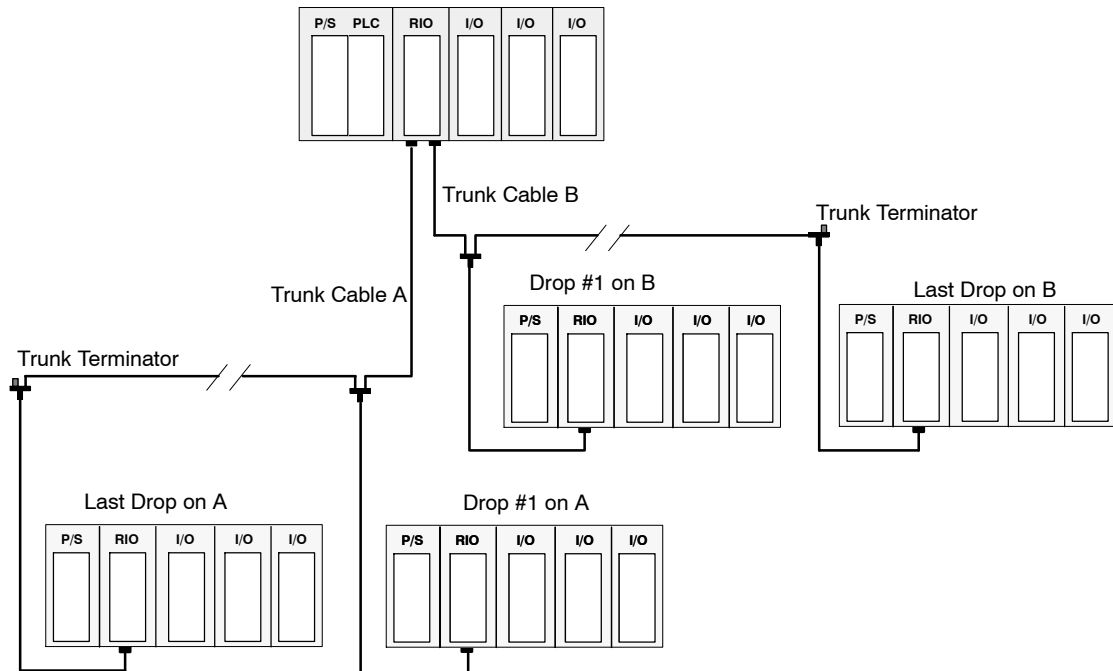 P/S PLC RIO I/O I/O I/O
Trunk Cable B
Trunk Terminator
Trunk Cable A
Drop #1 on B
Last Drop on B
P/S RIO I/O I/O I/O
P/S RIO I/O I/O I/O
Trunk Terminator
Last Drop on A
Drop #1 on A
P/S RIO I/O I/O I/O
P/S RIO I/O I/O I/O